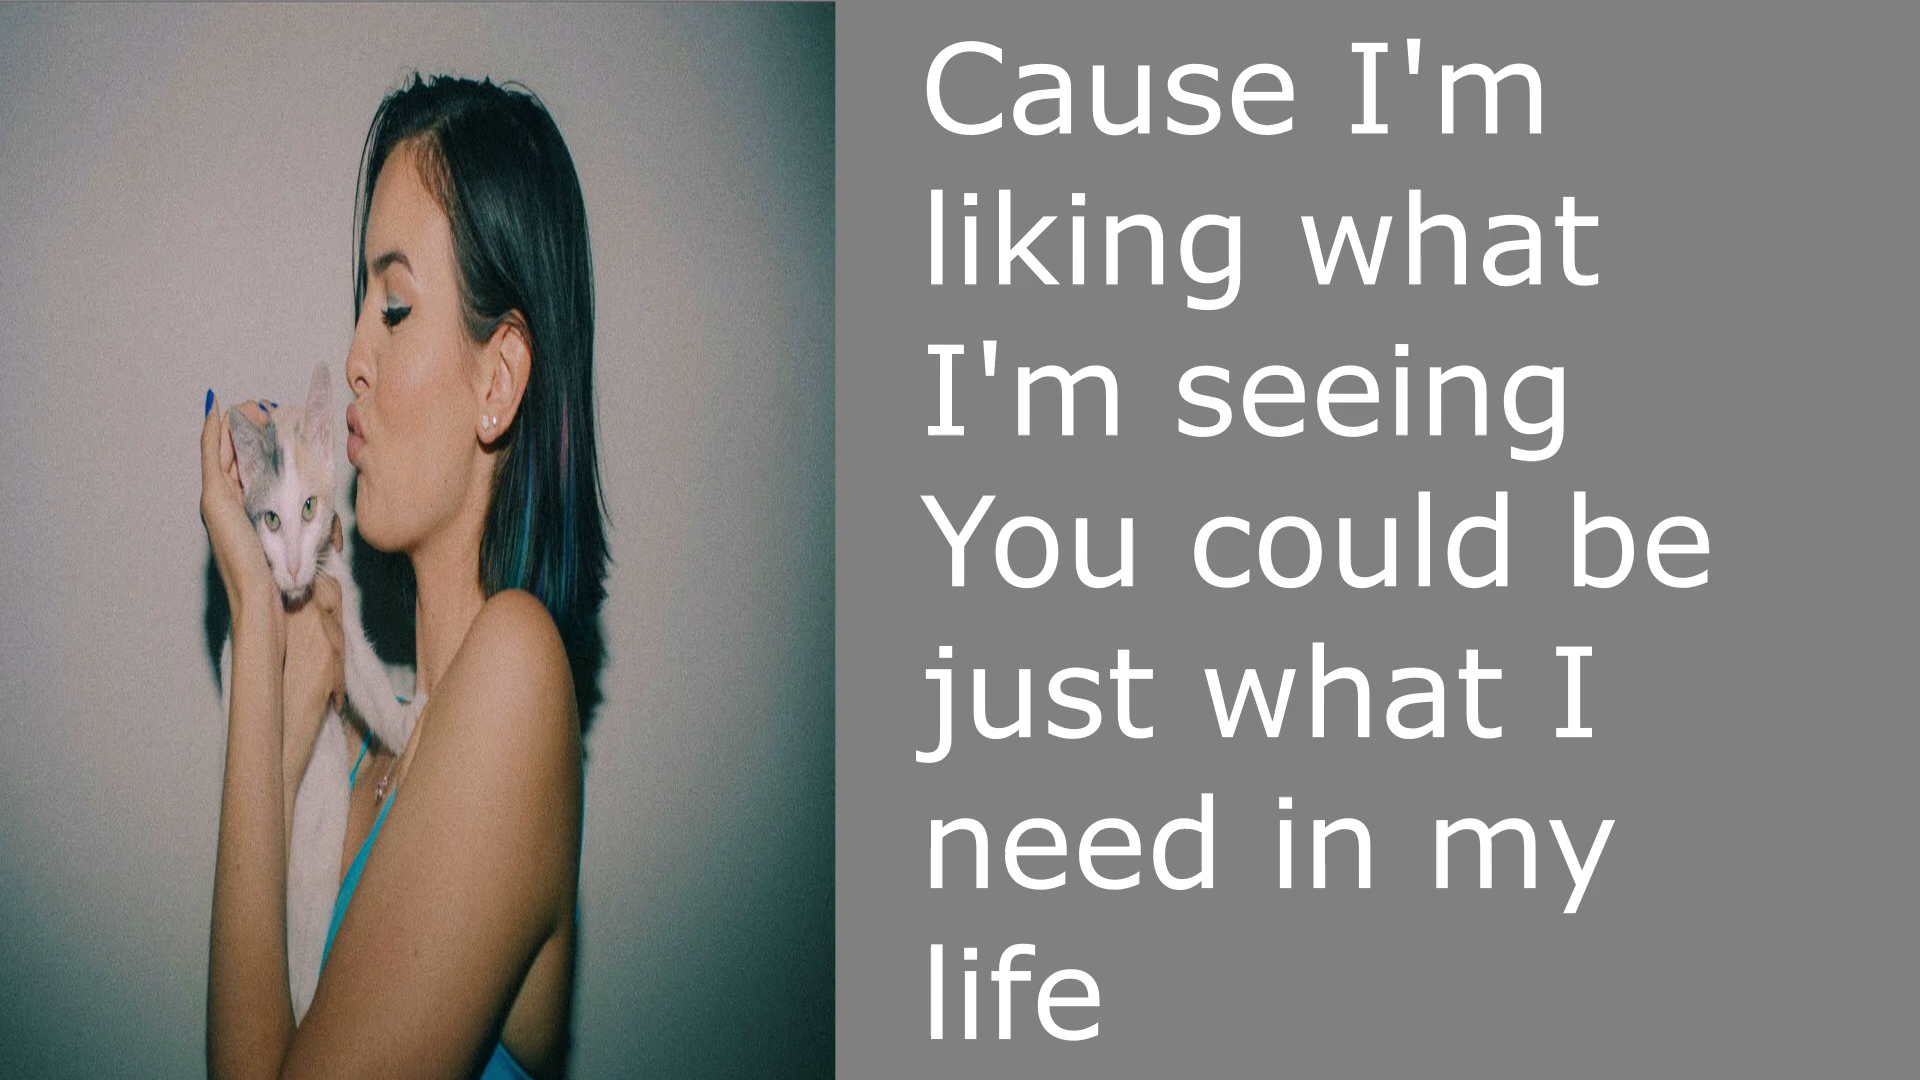 Cause I'm
liking what
I'm seeing
You could be
just what I
need in my
life